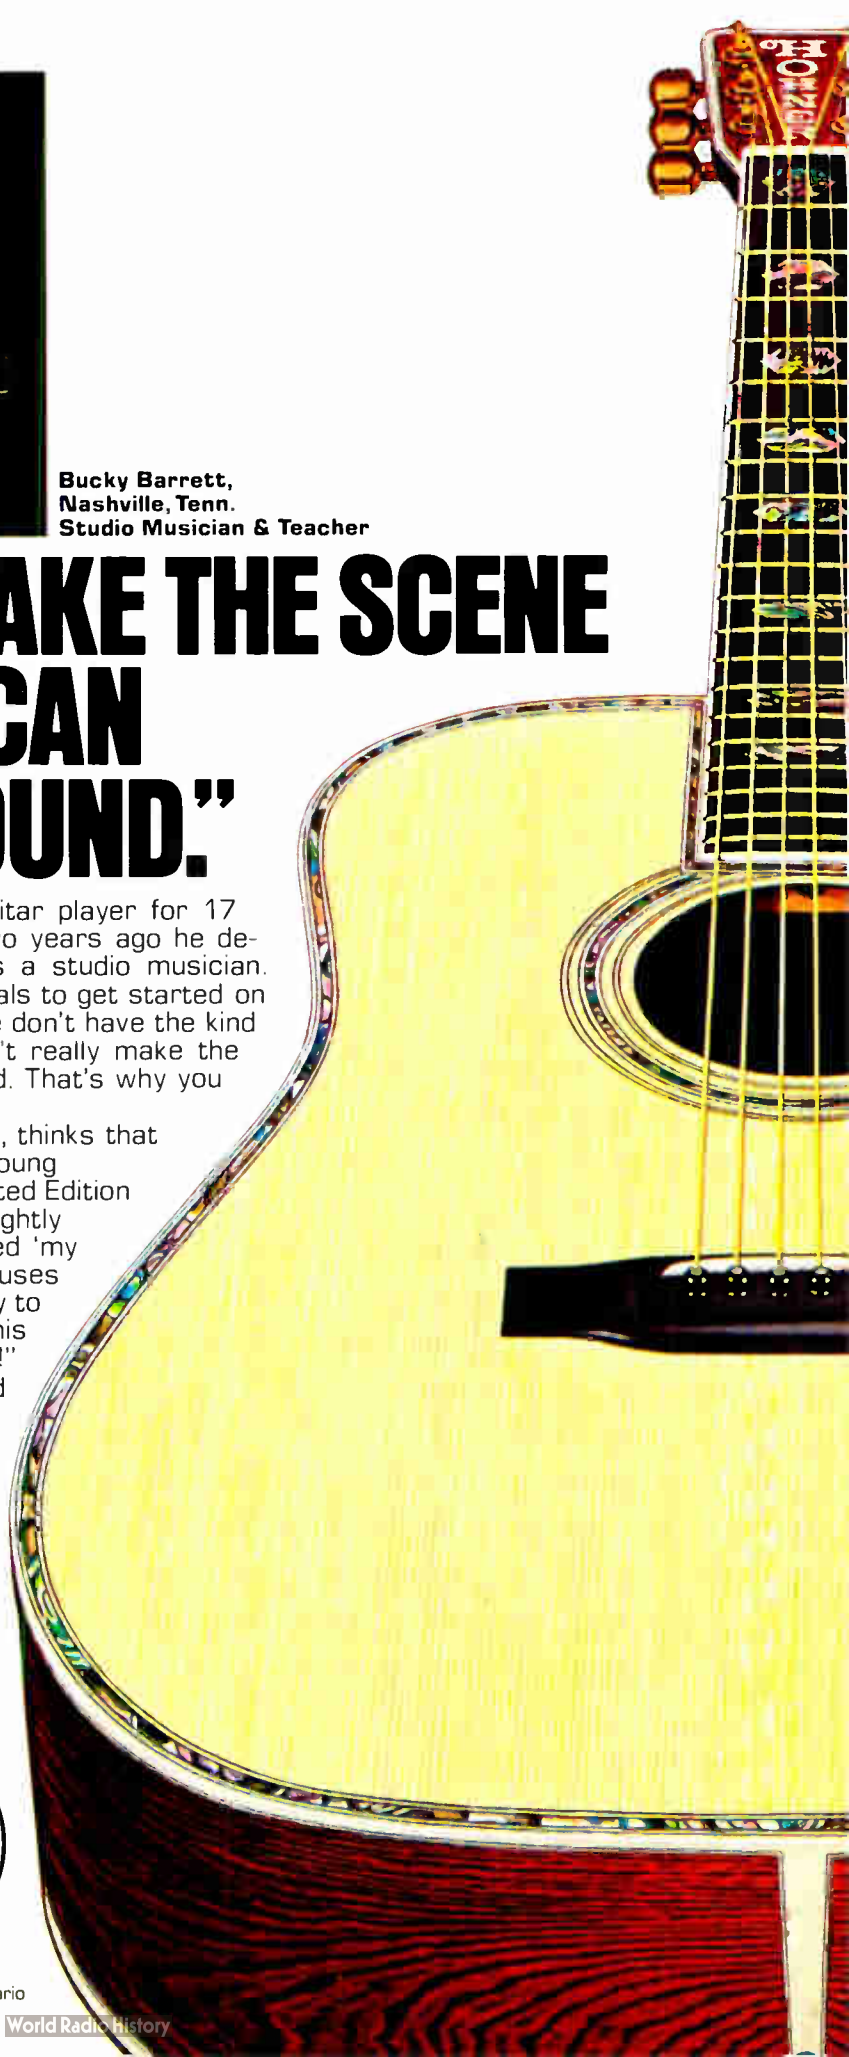 HOHNER
Bucky Barrett,
Nashville, Tenn.
Studio Musician & Teacher
AKE THE SCENE
CAN
OUND.”
itar player for 17
o years ago he de-
s a studio musician.
als to get started on
e don't have the kind
't really make the
d. That's why you
, thinks that
oung
ted Edition
ghtly
ed 'my
uses
y to
his
!”
d
ario
World Radio History